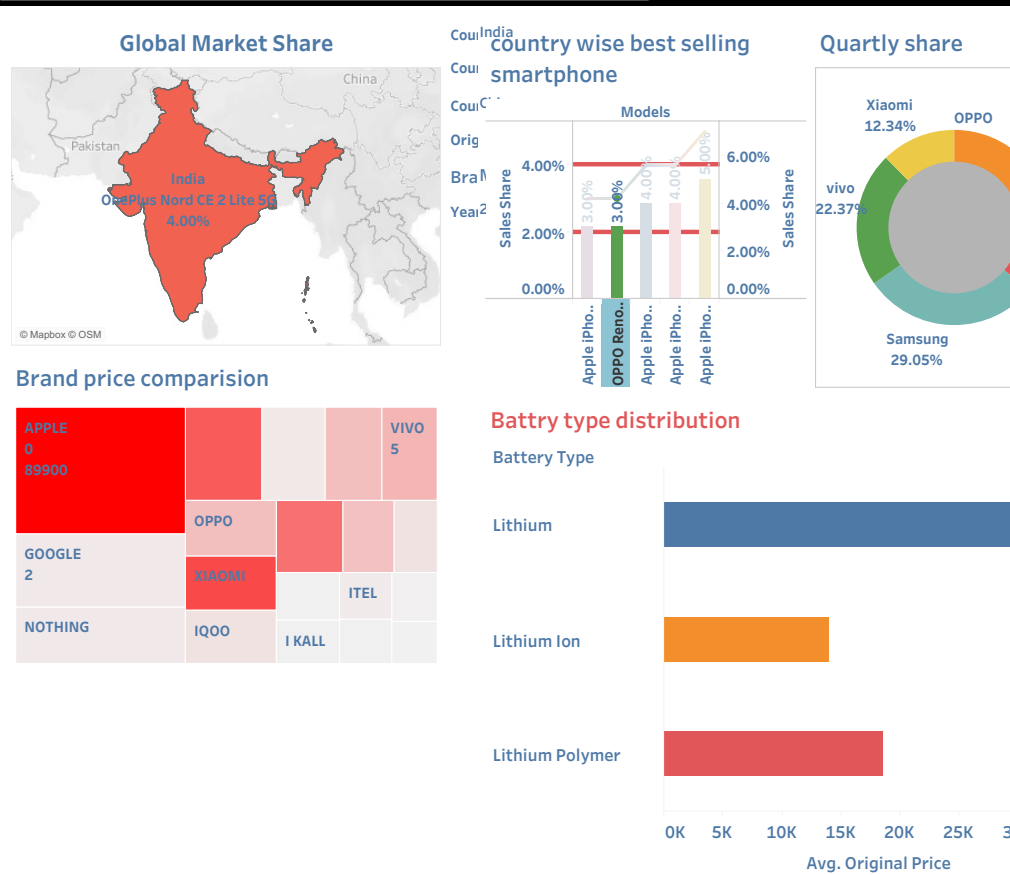 Global Market Share
China
Pakistan
India
OnePlus Nord CE 2 Lite 5G
4.00%
© Mapbox © OSM
India
country wise best selling
smartphone
Models
4.00%
2.00%
0.00%
Sales Share
3.00%
3.00%
4.00%
4.00%
5.00%
6.00%
4.00%
2.00%
0.00%
Sales Share
Apple iPho..
OPPO Reno..
Apple iPho..
Apple iPho..
Apple iPho..
Quartly share
Xiaomi
12.34%
OPPO
vivo
22.37%
Samsung
29.05%
Brand price comparision
APPLE
0
89900
VIVO
5
OPPO
GOOGLE
2
XIAOMI
ITEL
NOTHING
IQOO
I KALL
Battry type distribution
Battery Type
Lithium
Lithium Ion
Lithium Polymer
0K 5K 10K 15K 20K 25K
Avg. Original Price